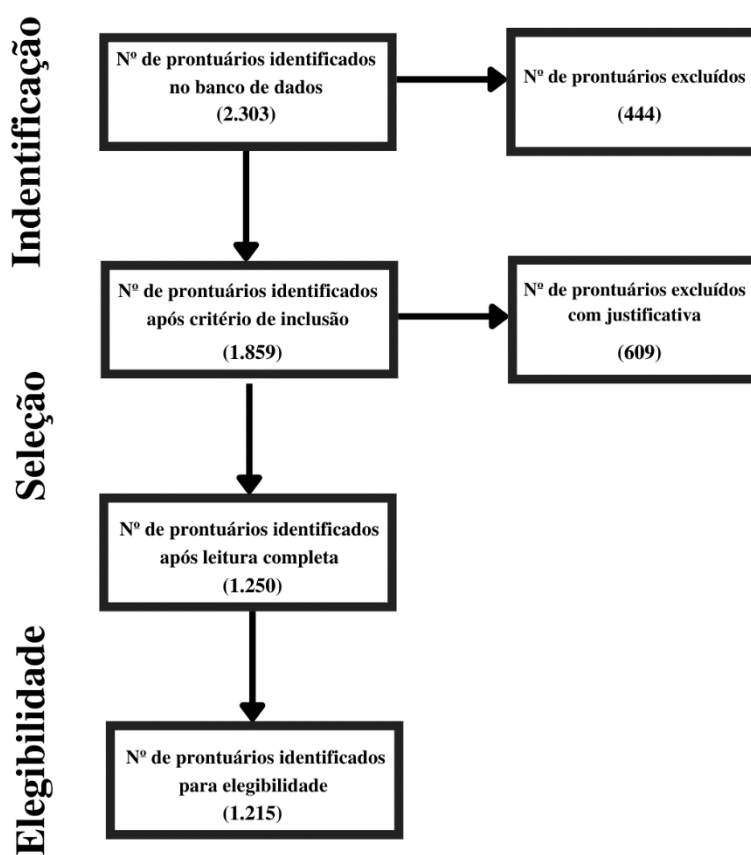 Indentificação
Nº de prontuários identificados
no banco de dados
(2.303)
Nº de prontuários excluídos
(444)
Nº de prontuários identificados
após critério de inclusão
(1.859)
Nº de prontuários excluídos
com justificativa
(609)
Seleção
Nº de prontuários identificados
após leitura completa
(1.250)
Elegibilidade
Nº de prontuários identificados
para elegibilidade
(1.215)